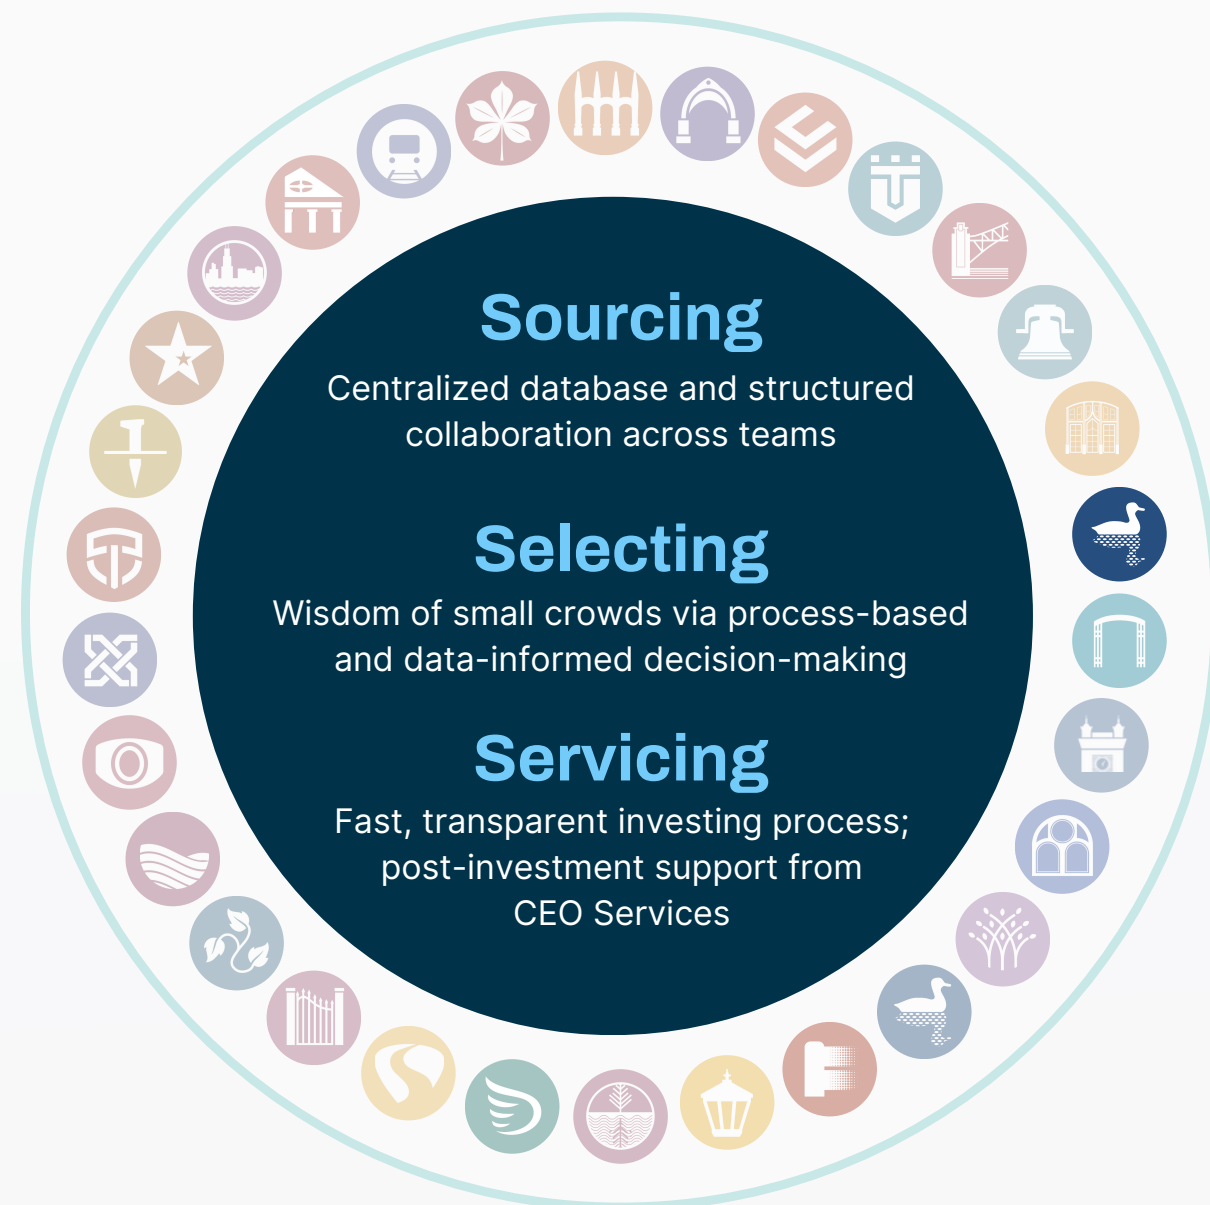 Sourcing
Centralized database and structured
collaboration across teams
Selecting
Wisdom of small crowds via process-based
and data-informed decision-making
Servicing
Fast, transparent investing process;
post-investment support from
CEO Services